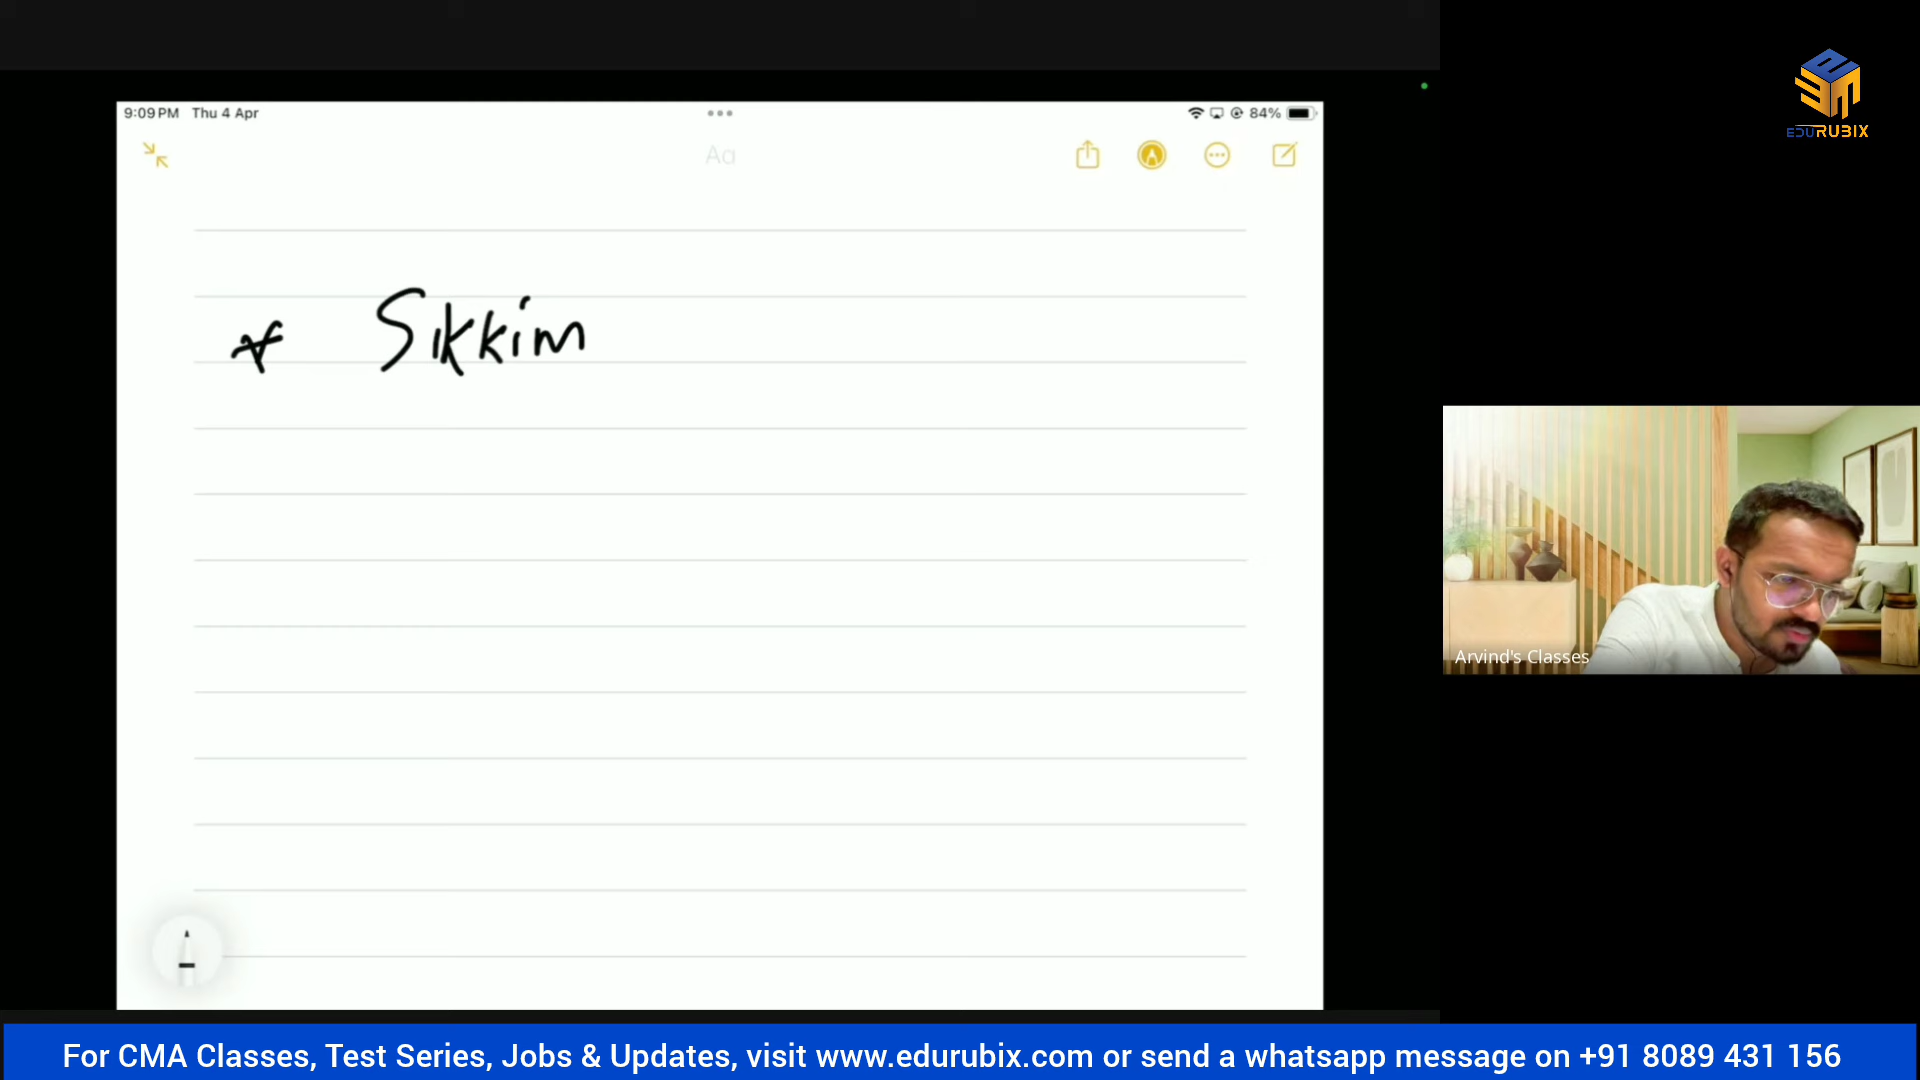 EDURUBIX
9:09 PM Thu 4 Apr
84%
Aa
* Sikkim
Arvind's Classes
For CMA Classes, Test Series, Jobs & Updates, visit www.edurubix.com or send a whatsapp message on +91 8089 431 156